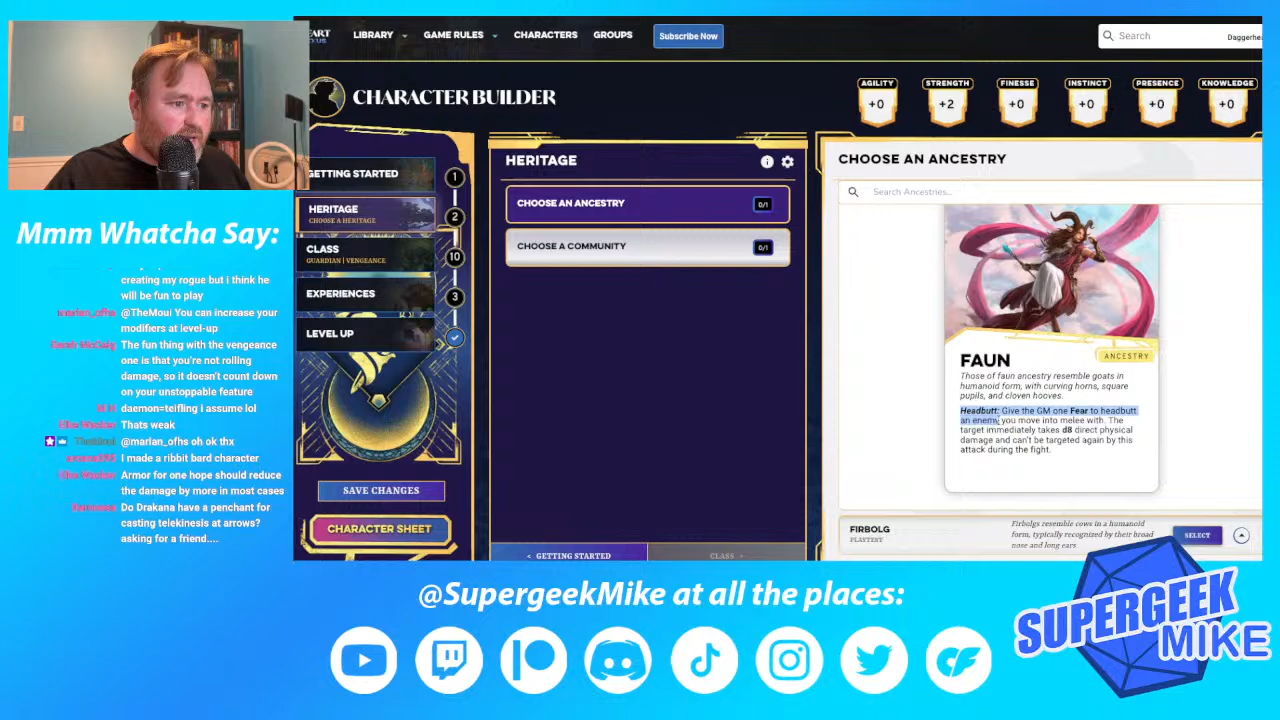 LIBRARY
GAME RULES
CHARACTERS
GROUPS
Subscribe Now
Search
CHARACTER BUILDER
AGILITY
+0
STRENGTH
+2
FINESSE
+0
INSTINCT
+0
PRESENCE
+0
KNOWLEDGE
+0
GETTING STARTED
1
HERITAGE
CHOOSE A HERITAGE
2
CLASS
GUARDIAN | VENGEANCE
10
EXPERIENCES
3
LEVEL UP
SAVE CHANGES
CHARACTER SHEET
HERITAGE
CHOOSE AN ANCESTRY
0/1
CHOOSE A COMMUNITY
0/1
< GETTING STARTED
CLASS >
CHOOSE AN ANCESTRY
Search Ancestries...
FAUN
ANCESTRY
Those of faun ancestry resemble goats in
humanoid form, with curving horns, square
pupils, and cloven hooves.
Headbutt: Give the GM one Fear to headbutt
an enemy you move into melee with. The
target immediately takes d8 direct physical
damage and can't be targeted again by this
attack during the fight.
FIRBOLG
PLAYTEST
Firbolgs resemble cows in a humanoid
form, typically recognized by their broad
nose and long ears
SELECT
Mmm Whatcha Say:
creating my rogue but i think he
will be fun to play
@TheMoui You can increase your
modifiers at level-up
The fun thing with the vengeance
one is that you're not rolling
damage, so it doesn't count down
on your unstoppable feature
daemon=teifling i assume lol
Thats weak
@marian_ofhs oh ok thx
I made a ribbit bard character
Armor for one hope should reduce
the damage by more in most cases
Do Drakana have a penchant for
casting telekinesis at arrows?
asking for a friend....
@SupergeekMike at all the places:
SUPERGEEK
MIKE